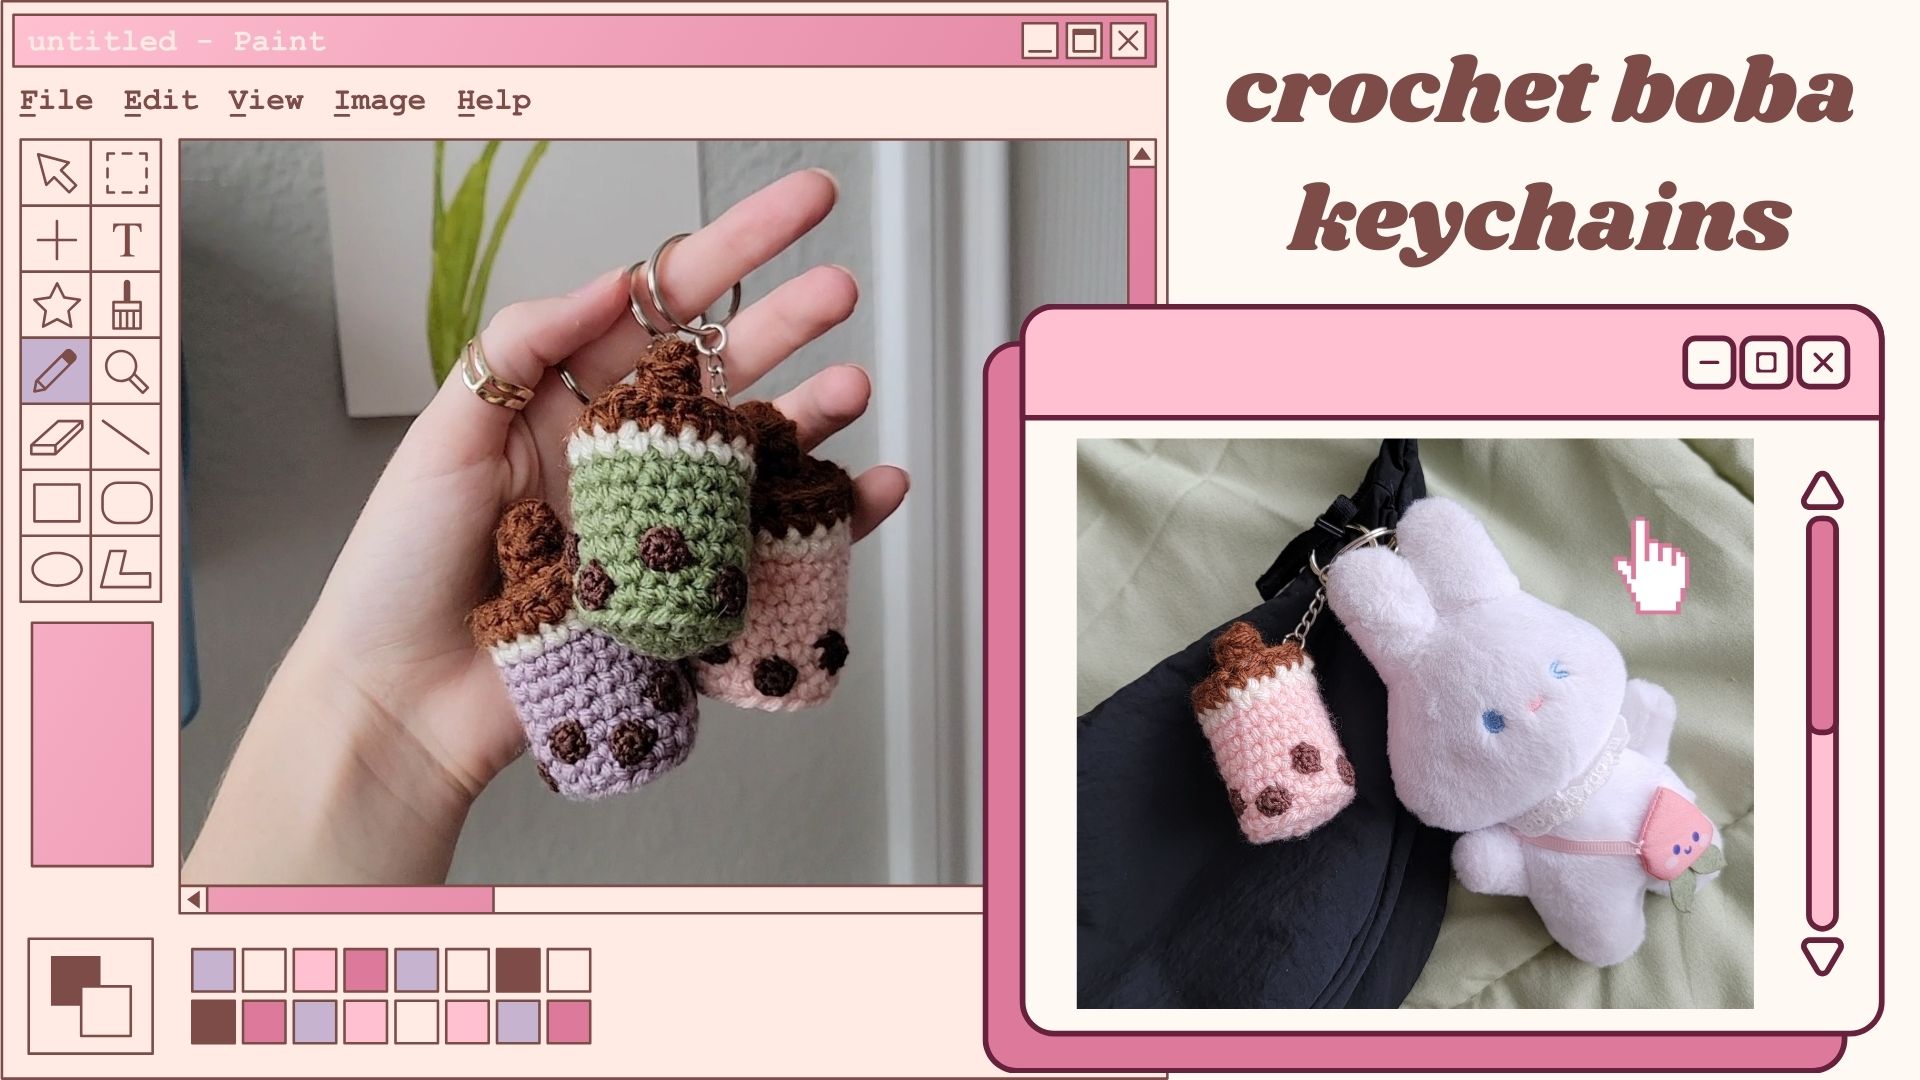 untitled - Paint
File Edit View Image Help
T
crochet boba
keychains